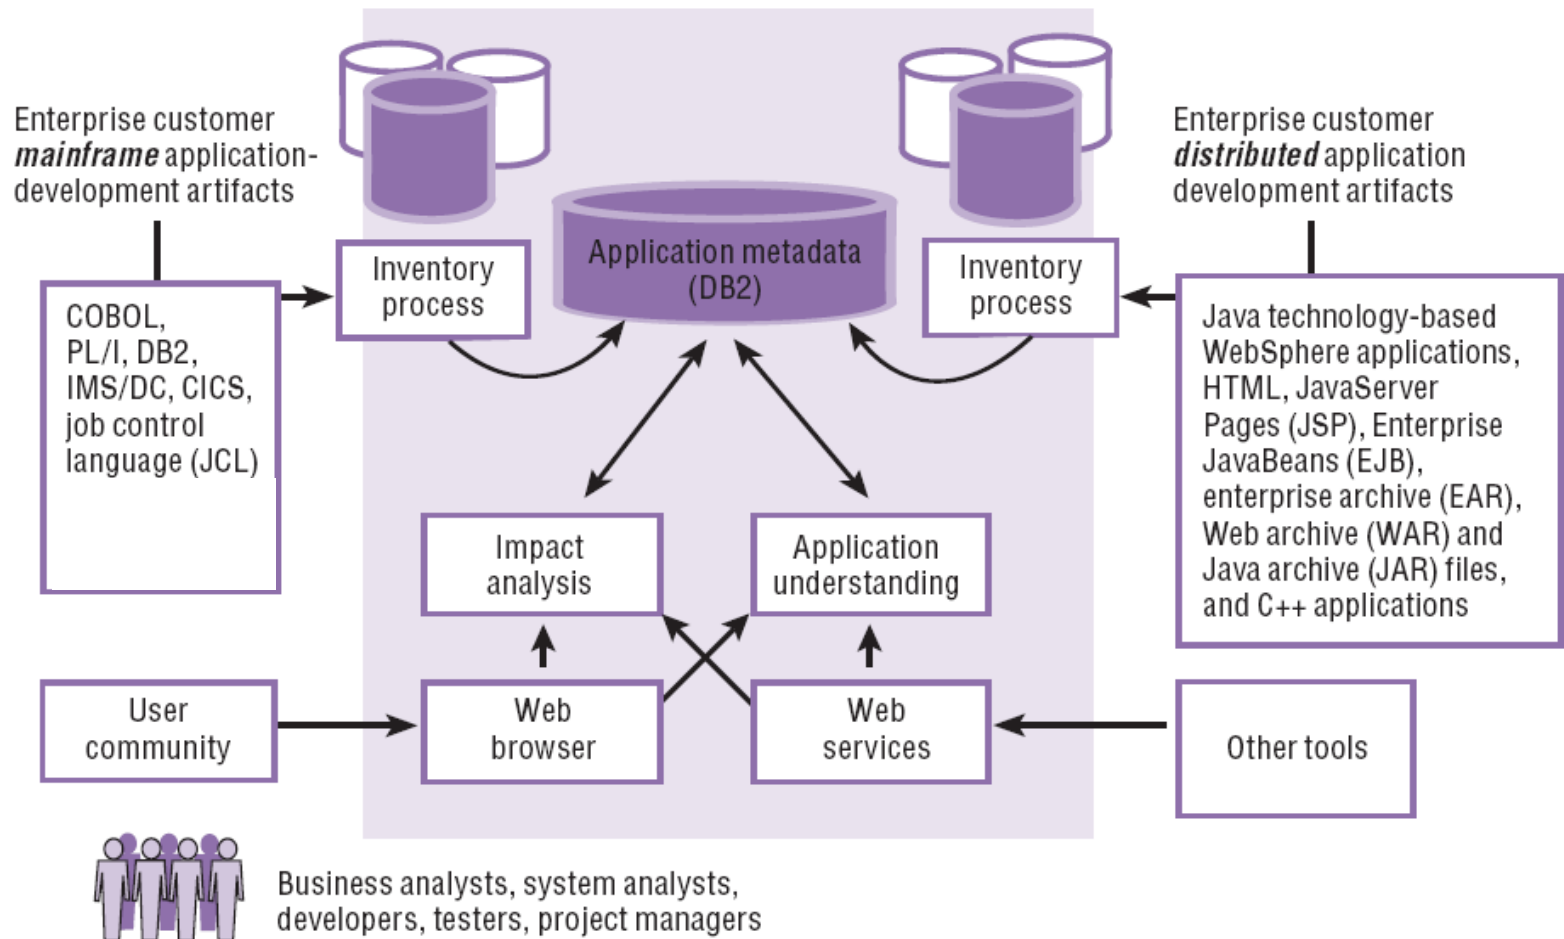 Enterprise customer
mainframe application-
development artifacts
Enterprise customer
distributed application
development artifacts
Application metadata
(DB2)
Inventory
process
Inventory
process
COBOL,
PL/I, DB2,
IMS/DC, CICS,
job control
language (JCL)
Java technology-based
WebSphere applications,
HTML, JavaServer
Pages (JSP), Enterprise
JavaBeans (EJB),
enterprise archive (EAR),
Web archive (WAR) and
Java archive (JAR) files,
and C++ applications
Impact
analysis
Application
understanding
User
community
Web
browser
Web
services
Other tools
Business analysts, system analysts,
developers, testers, project managers